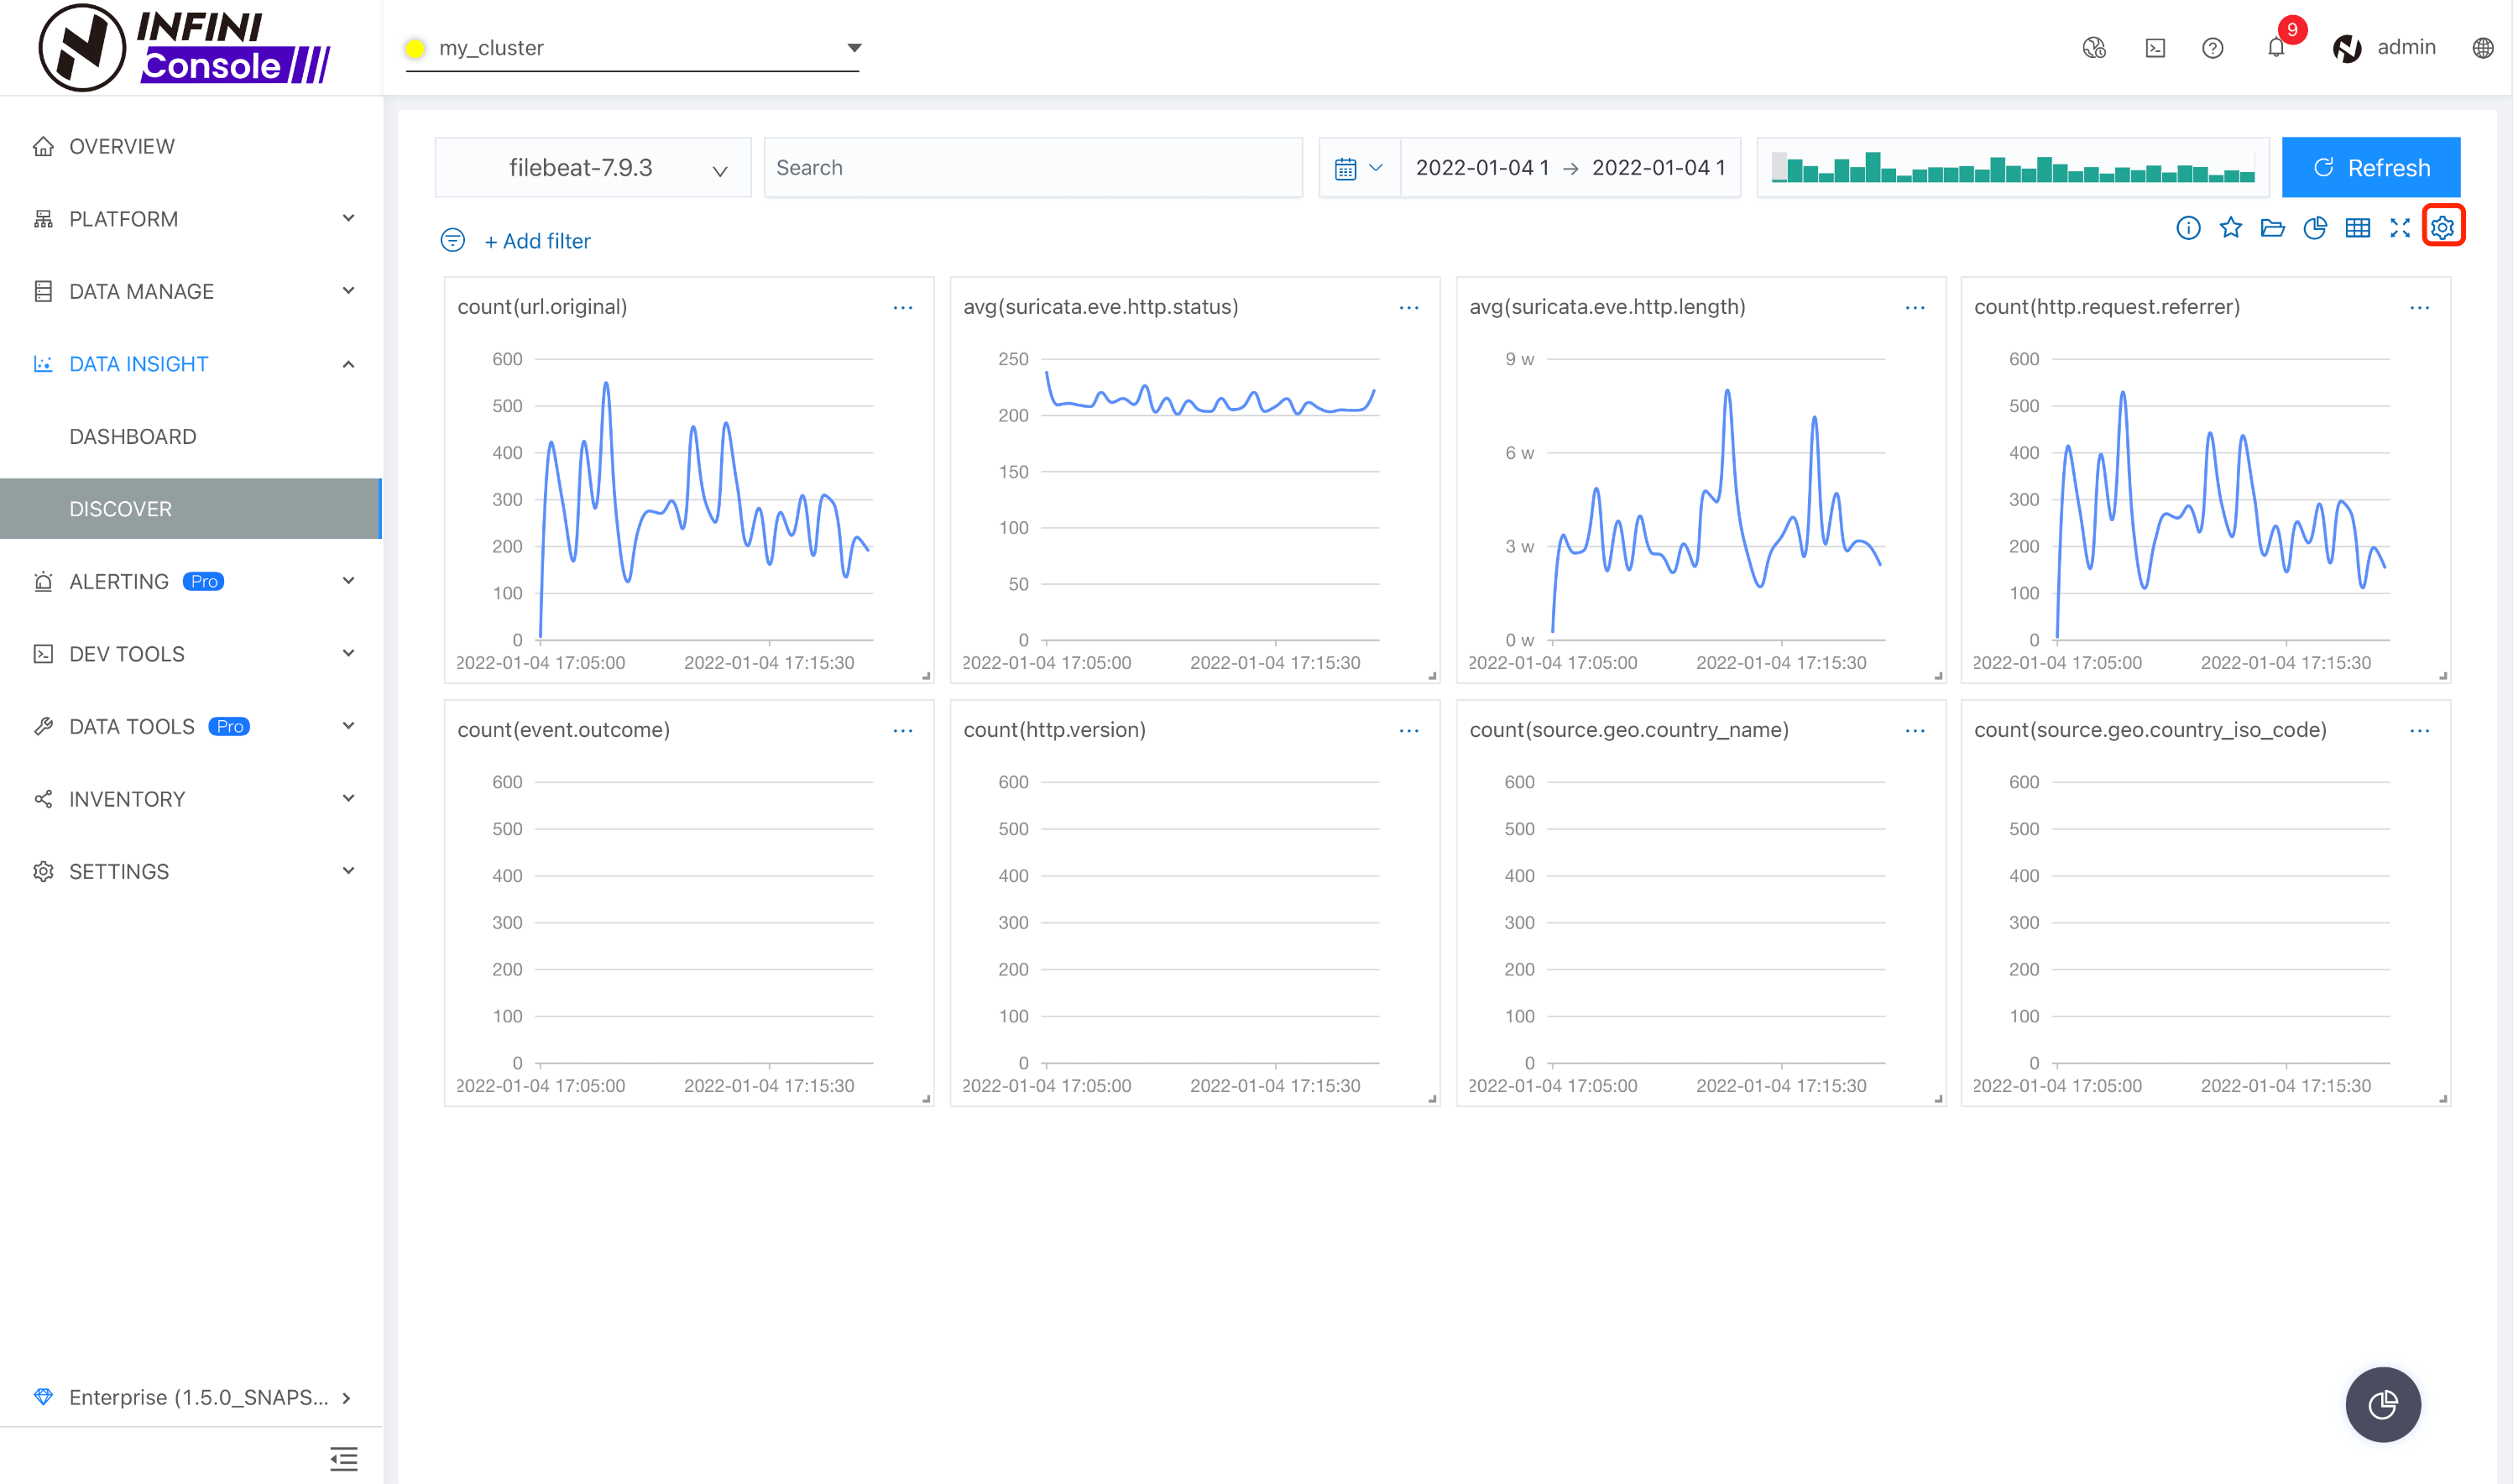 INFINI
Console
my_cluster
9
admin
OVERVIEW
PLATFORM
DATA MANAGE
DATA INSIGHT
DASHBOARD
DISCOVER
ALERTING Pro
DEV TOOLS
DATA TOOLS Pro
INVENTORY
SETTINGS
Enterprise (1.5.0_SNAPS...
filebeat-7.9.3
Search
2022-01-04 1 → 2022-01-04 1
Refresh
+ Add filter
count(url.original)
600
500
400
300
200
100
0
2022-01-04 17:05:00 2022-01-04 17:15:30
avg(suricata.eve.http.status)
250
200
150
100
50
0
2022-01-04 17:05:00 2022-01-04 17:15:30
avg(suricata.eve.http.length)
9 w
6 w
3 w
0 w
2022-01-04 17:05:00 2022-01-04 17:15:30
count(http.request.referrer)
600
500
400
300
200
100
0
2022-01-04 17:05:00 2022-01-04 17:15:30
count(event.outcome)
600
500
400
300
200
100
0
2022-01-04 17:05:00 2022-01-04 17:15:30
count(http.version)
600
500
400
300
200
100
0
2022-01-04 17:05:00 2022-01-04 17:15:30
count(source.geo.country_name)
600
500
400
300
200
100
0
2022-01-04 17:05:00 2022-01-04 17:15:30
count(source.geo.country_iso_code)
600
500
400
300
200
100
0
2022-01-04 17:05:00 2022-01-04 17:15:30